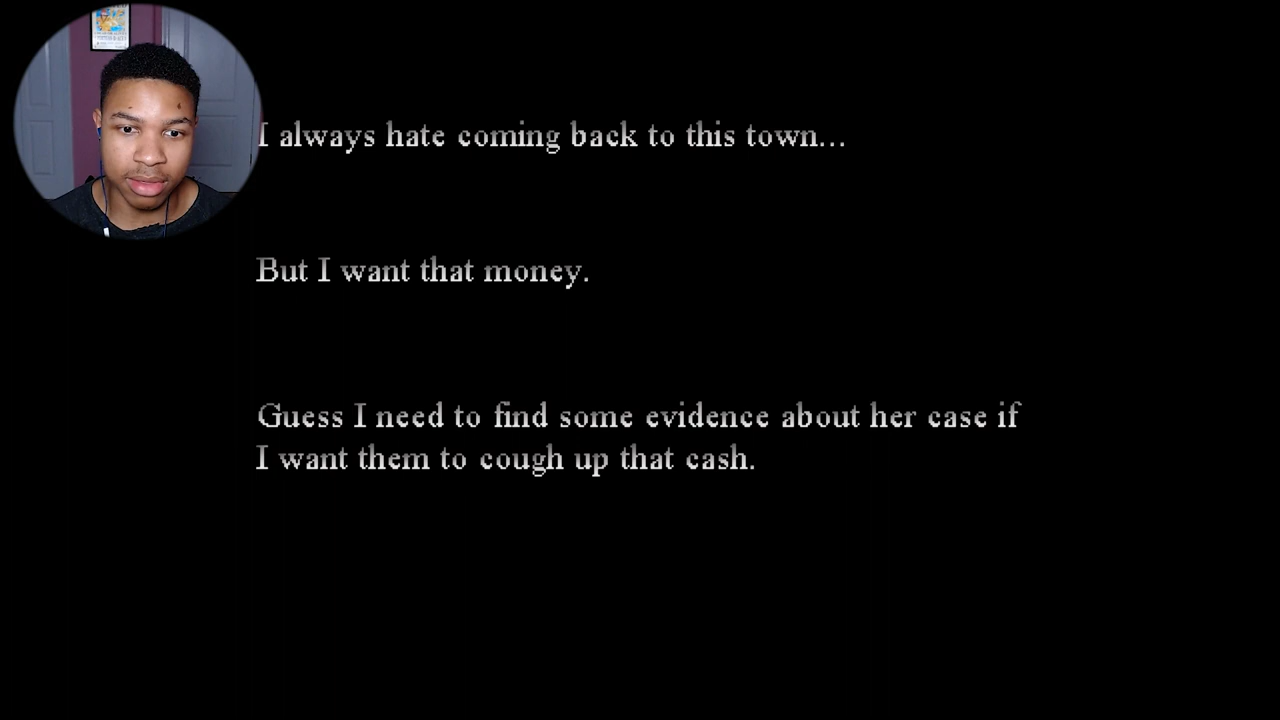 I always hate coming back to this town...
But I want that money.
Guess I need to find some evidence about her case if
I want them to cough up that cash.